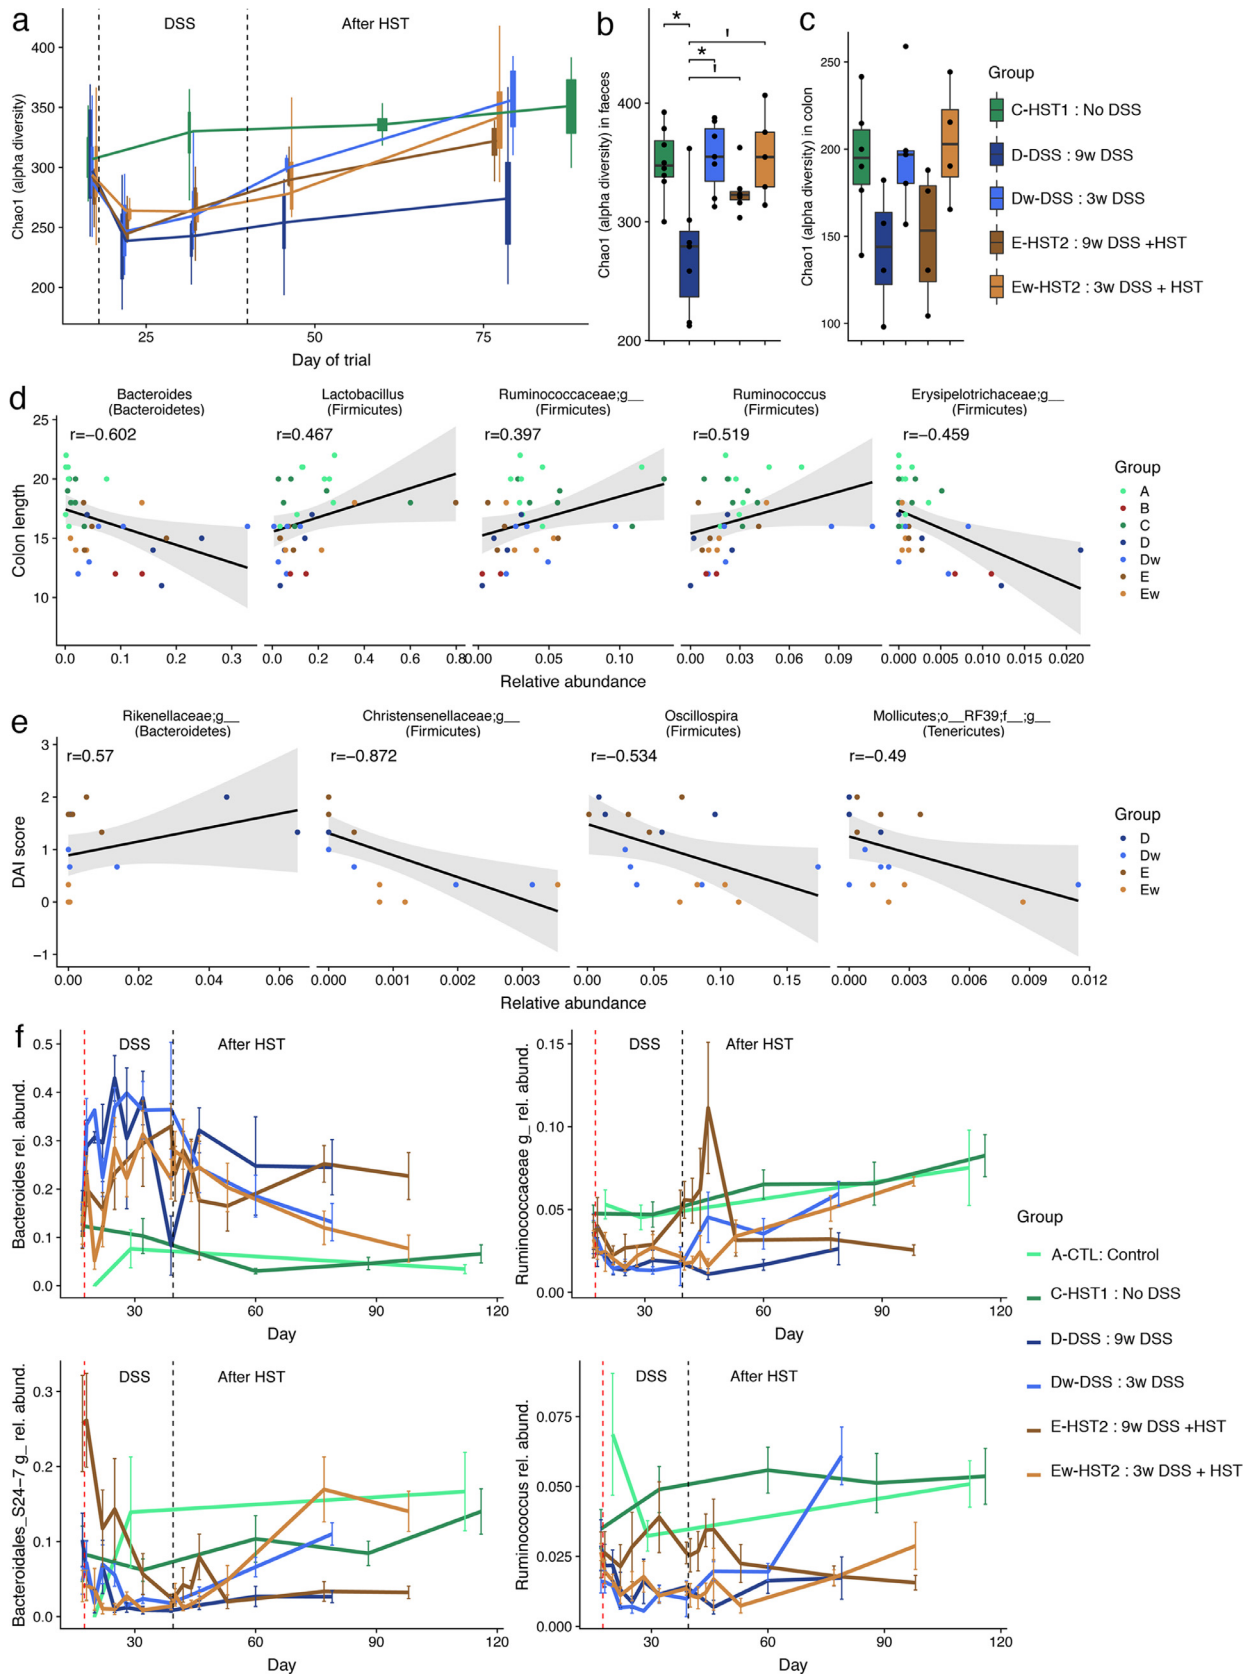 a
DSS
After HST
Chao1 (alpha diversity)
400
350
300
250
200
25
50
75
Day of trial
b
Chao1 (alpha diversity) in faeces
400
300
200
*
*
c
Chao1 (alpha diversity) in colon
250
200
150
100
Group
C-HST1 : No DSS
D-DSS : 9w DSS
Dw-DSS : 3w DSS
E-HST2 : 9w DSS +HST
Ew-HST2 : 3w DSS + HST
d
Bacteroides
(Bacteroidetes)
Lactobacillus
(Firmicutes)
Ruminococcaceae;g__
(Firmicutes)
Ruminococcus
(Firmicutes)
Erysipelotrichaceae;g__
(Firmicutes)
r=−0.602
r=0.467
r=0.397
r=0.519
r=−0.459
Colon length
25
20
15
10
0.0 0.1 0.2 0.3
0.0 0.2 0.4 0.6 0.8
0.00 0.05 0.10
0.00 0.03 0.06 0.09
0.000 0.005 0.010 0.015 0.020
Relative abundance
Group
A
B
C
D
Dw
E
Ew
e
Rikenellaceae;g__
(Bacteroidetes)
Christensenellaceae;g__
(Firmicutes)
Oscillospira
(Firmicutes)
Mollicutes;o__RF39;f__;g__
(Tenericutes)
r=0.57
r=−0.872
r=−0.534
r=−0.49
DAI score
3
2
1
0
−1
0.00 0.02 0.04 0.06
0.000 0.001 0.002 0.003
0.00 0.05 0.10 0.15
0.000 0.003 0.006 0.009 0.012
Relative abundance
Group
D
Dw
E
Ew
f
DSS
After HST
Bacteroides rel. abund.
0.5
0.4
0.3
0.2
0.1
0.0
30 60 90 120
Day
DSS
After HST
Ruminococcaceae g_ rel. abund.
0.15
0.10
0.05
0.00
30 60 90 120
Day
DSS
After HST
Bacteroidales_S24−7 g_ rel. abund.
0.3
0.2
0.1
0.0
30 60 90 120
Day
DSS
After HST
Ruminococcus rel. abund.
0.075
0.050
0.025
0.000
30 60 90 120
Day
Group
A-CTL: Control
C-HST1 : No DSS
D-DSS : 9w DSS
Dw-DSS : 3w DSS
E-HST2 : 9w DSS +HST
Ew-HST2 : 3w DSS + HST